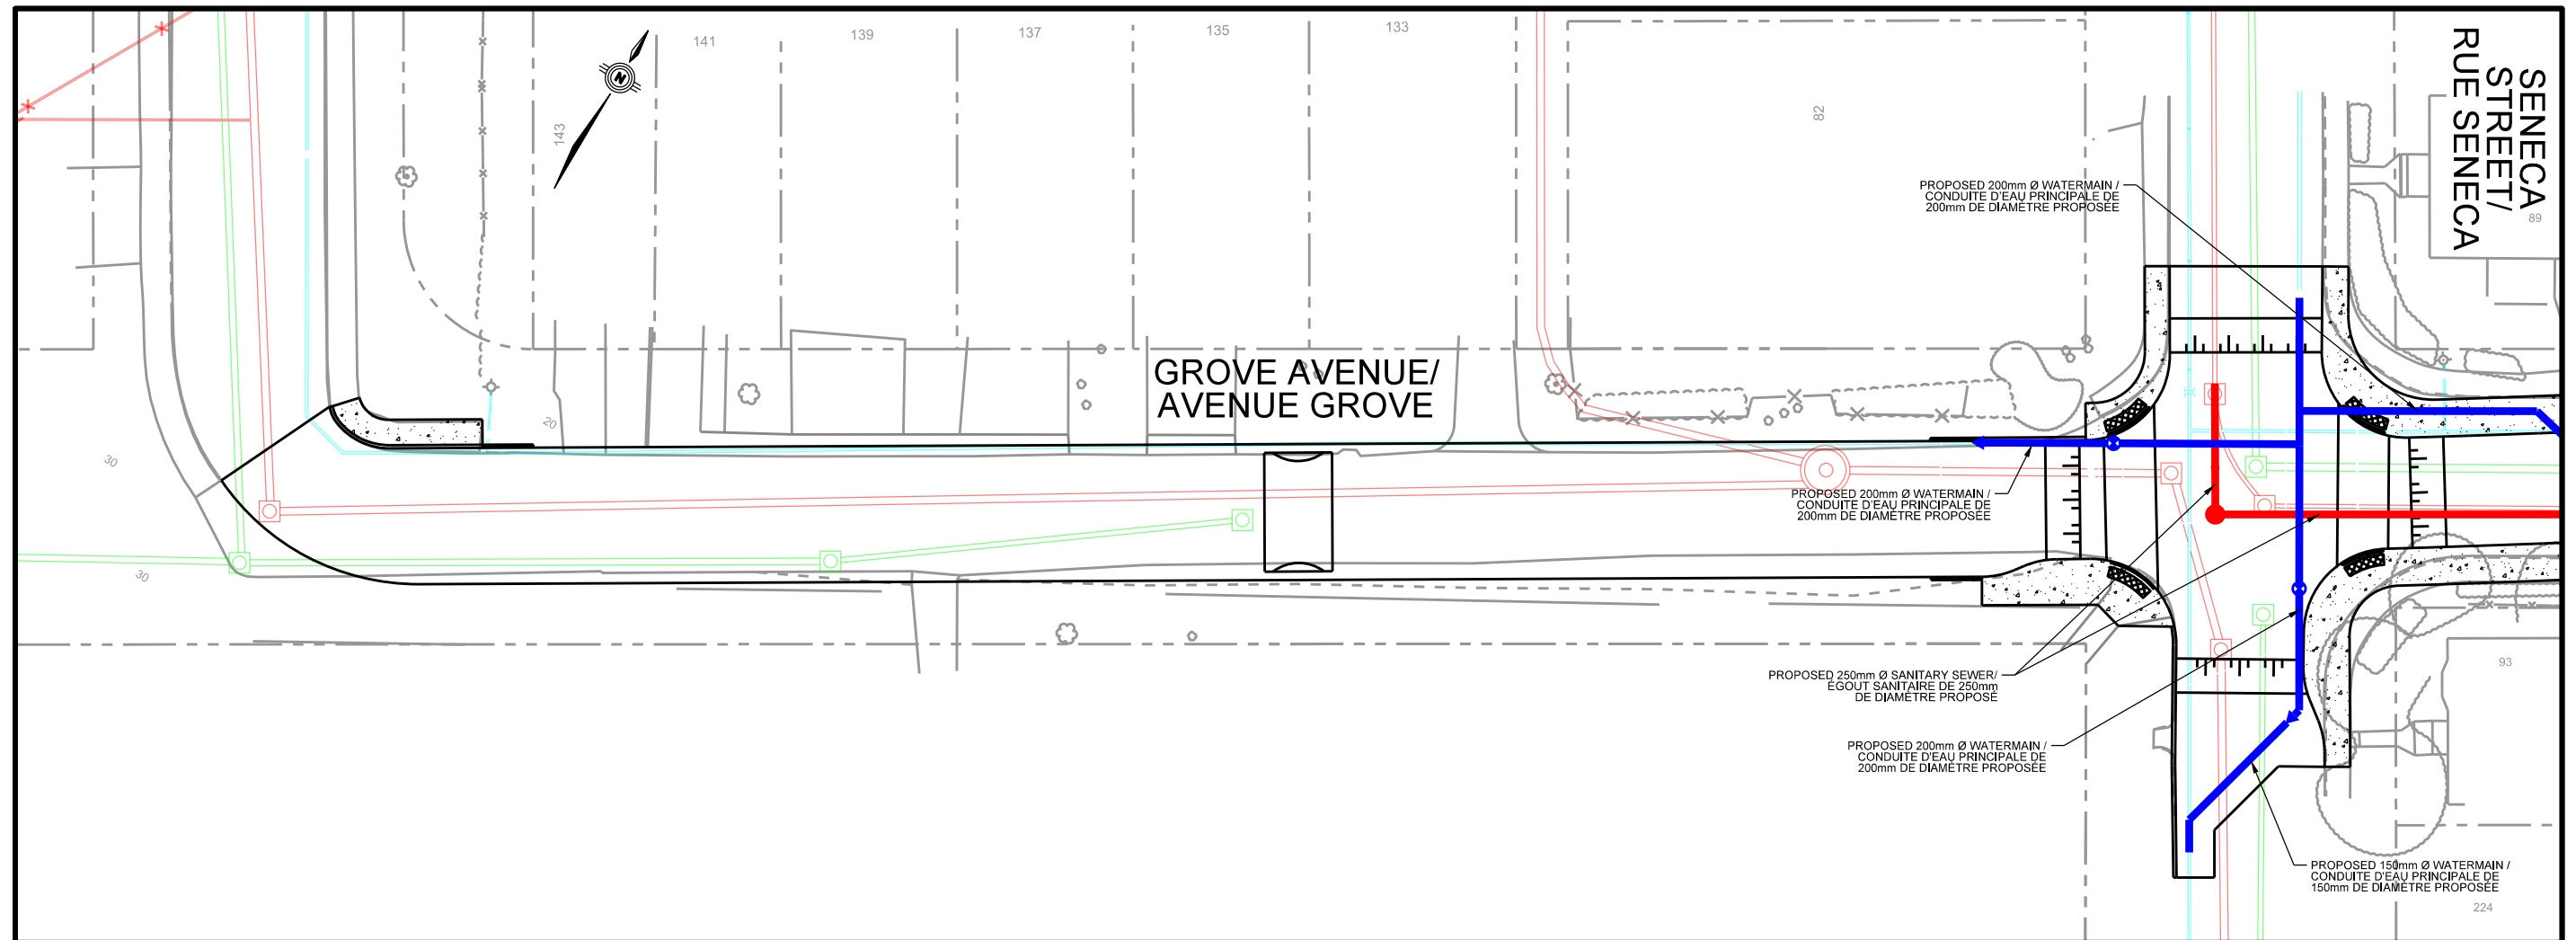 141
139
137
135
133
143
N
82
SENECA
STREET/
RUE SENECA
89
PROPOSED 200mm Ø WATERMAIN /
CONDUITE D'EAU PRINCIPALE DE
200mm DE DIAMÈTRE PROPOSÉE
GROVE AVENUE/
AVENUE GROVE
20
30
30
PROPOSED 200mm Ø WATERMAIN /
CONDUITE D'EAU PRINCIPALE DE
200mm DE DIAMÈTRE PROPOSÉE
PROPOSED 250mm Ø SANITARY SEWER/
ÉGOUT SANITAIRE DE 250mm
DE DIAMÈTRE PROPOSÉ
93
PROPOSED 200mm Ø WATERMAIN /
CONDUITE D'EAU PRINCIPALE DE
200mm DE DIAMÈTRE PROPOSÉE
PROPOSED 150mm Ø WATERMAIN /
CONDUITE D'EAU PRINCIPALE DE
150mm DE DIAMÈTRE PROPOSÉE
224